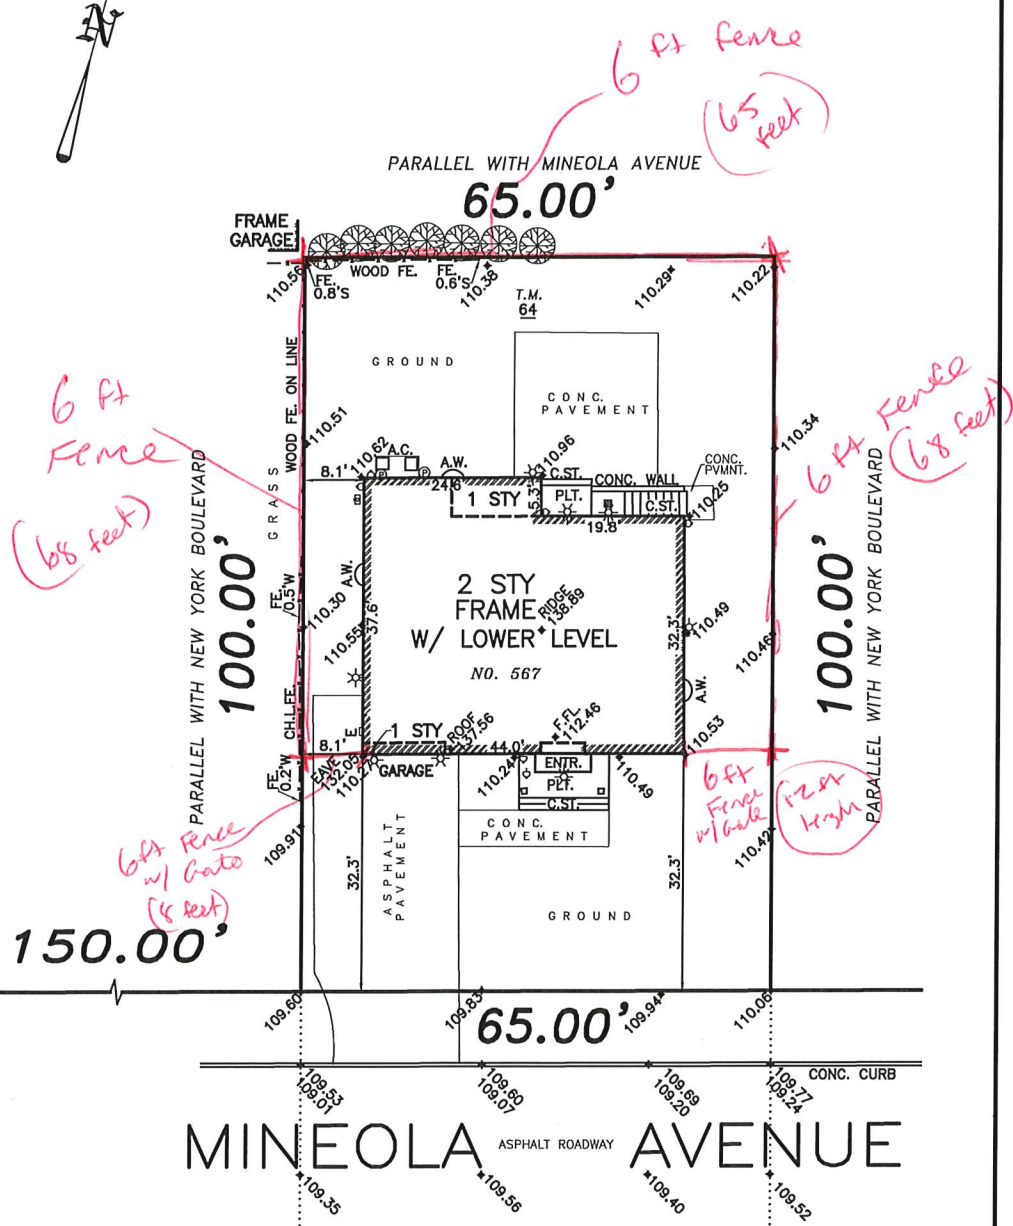 N
6 ft fence
(65
feet)
PARALLEL WITH MINEOLA AVENUE
65.00'
FRAME
GARAGE
110.56
FE.
0.8'S
WOOD FE.
FE.
0.6'S
110.38
110.29
110.22
T.M.
64
GROUND
CONC.
PAVEMENT
WOOD FE. ON LINE
GRASS
6 ft
Fence
(68 feet)
6 ft Fence
(68 feet)
110.51
110.34
110.62
A.C.
A.W.
110.96
8.1'
P
P
24.6'
C.ST.
CONC. WALL
CONC.
PVMNT.
1 STY
5.3'
PLT.
C.ST.
110.25
19.8'
PARALLEL WITH NEW YORK BOULEVARD
100.00'
FE.
0.5'W
110.30
A.W.
37.6'
110.55
2 STY
FRAME
W/ LOWER LEVEL
RIDGE
138.89
NO. 567
32.3'
110.49
110.46
A.W.
100.00'
PARALLEL WITH NEW YORK BOULEVARD
CH.L.FE.
8.1'
E
1 STY
ROOF
137.56
44.0'
F.FL.
112.46
110.53
FE.
0.2'W
EAVE
132.05
110.27
GARAGE
110.24
ENTR.
PLT.
C.ST.
110.49
6ft
Fence
w/ Gate
12 ft
length
6ft Fence
w/ Gate
(8 feet)
109.91
110.42
ASPHALT
PAVEMENT
CONC.
PAVEMENT
32.3'
32.3'
GROUND
150.00'
109.60
109.83
65.00'
109.94
110.06
CONC. CURB
109.53
109.01
109.60
109.07
109.69
109.20
109.77
109.24
MINEOLA ASPHALT ROADWAY AVENUE
109.35
109.56
109.40
109.52